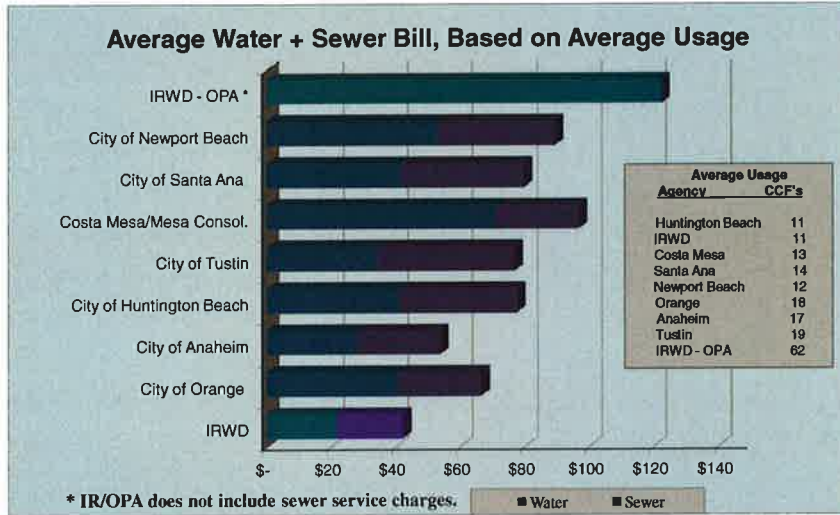 Average Water + Sewer Bill, Based on Average Usage
IRWD - OPA *
City of Newport Beach
City of Santa Ana
Costa Mesa/Mesa Consol.
City of Tustin
City of Huntington Beach
City of Anaheim
City of Orange
IRWD
$- $20 $40 $60 $80 $100 $120 $140
Average Usage
Agency CCF's
Huntington Beach 11
IRWD 11
Costa Mesa 13
Santa Ana 14
Newport Beach 12
Orange 18
Anaheim 17
Tustin 19
IRWD - OPA 62
* IR/OPA does not include sewer service charges.
Water Sewer